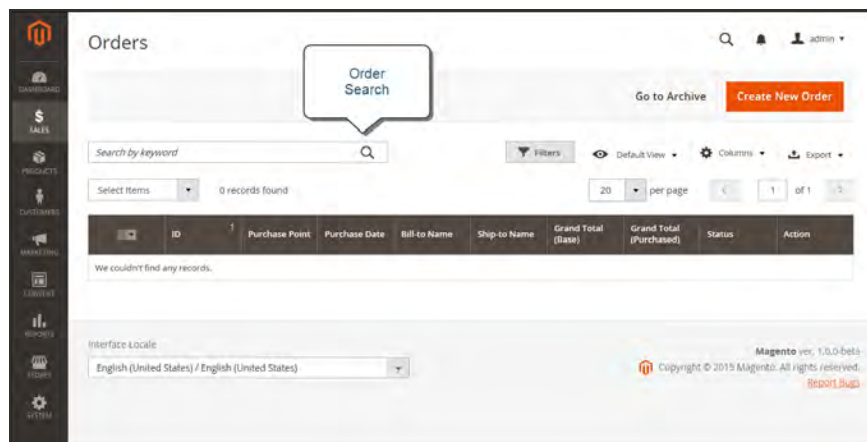 Orders
admin
Order
Search
Go to Archive
Create New Order
DASHBOARD
SALES
PRODUCTS
CUSTOMERS
MARKETING
CONTENT
REPORTS
STORES
SYSTEM
Search by keyword
Filters
Default View
Columns
Export
Select Items
0 records found
20
per page
1
of 1
ID
Purchase Point
Purchase Date
Bill-to Name
Ship-to Name
Grand Total
(Base)
Grand Total
(Purchased)
Status
Action
We couldn't find any records.
Interface Locale
English (United States) / English (United States)
Magento ver. 1.0.0-beta
Copyright © 2015 Magento. All rights reserved.
Report Bugs